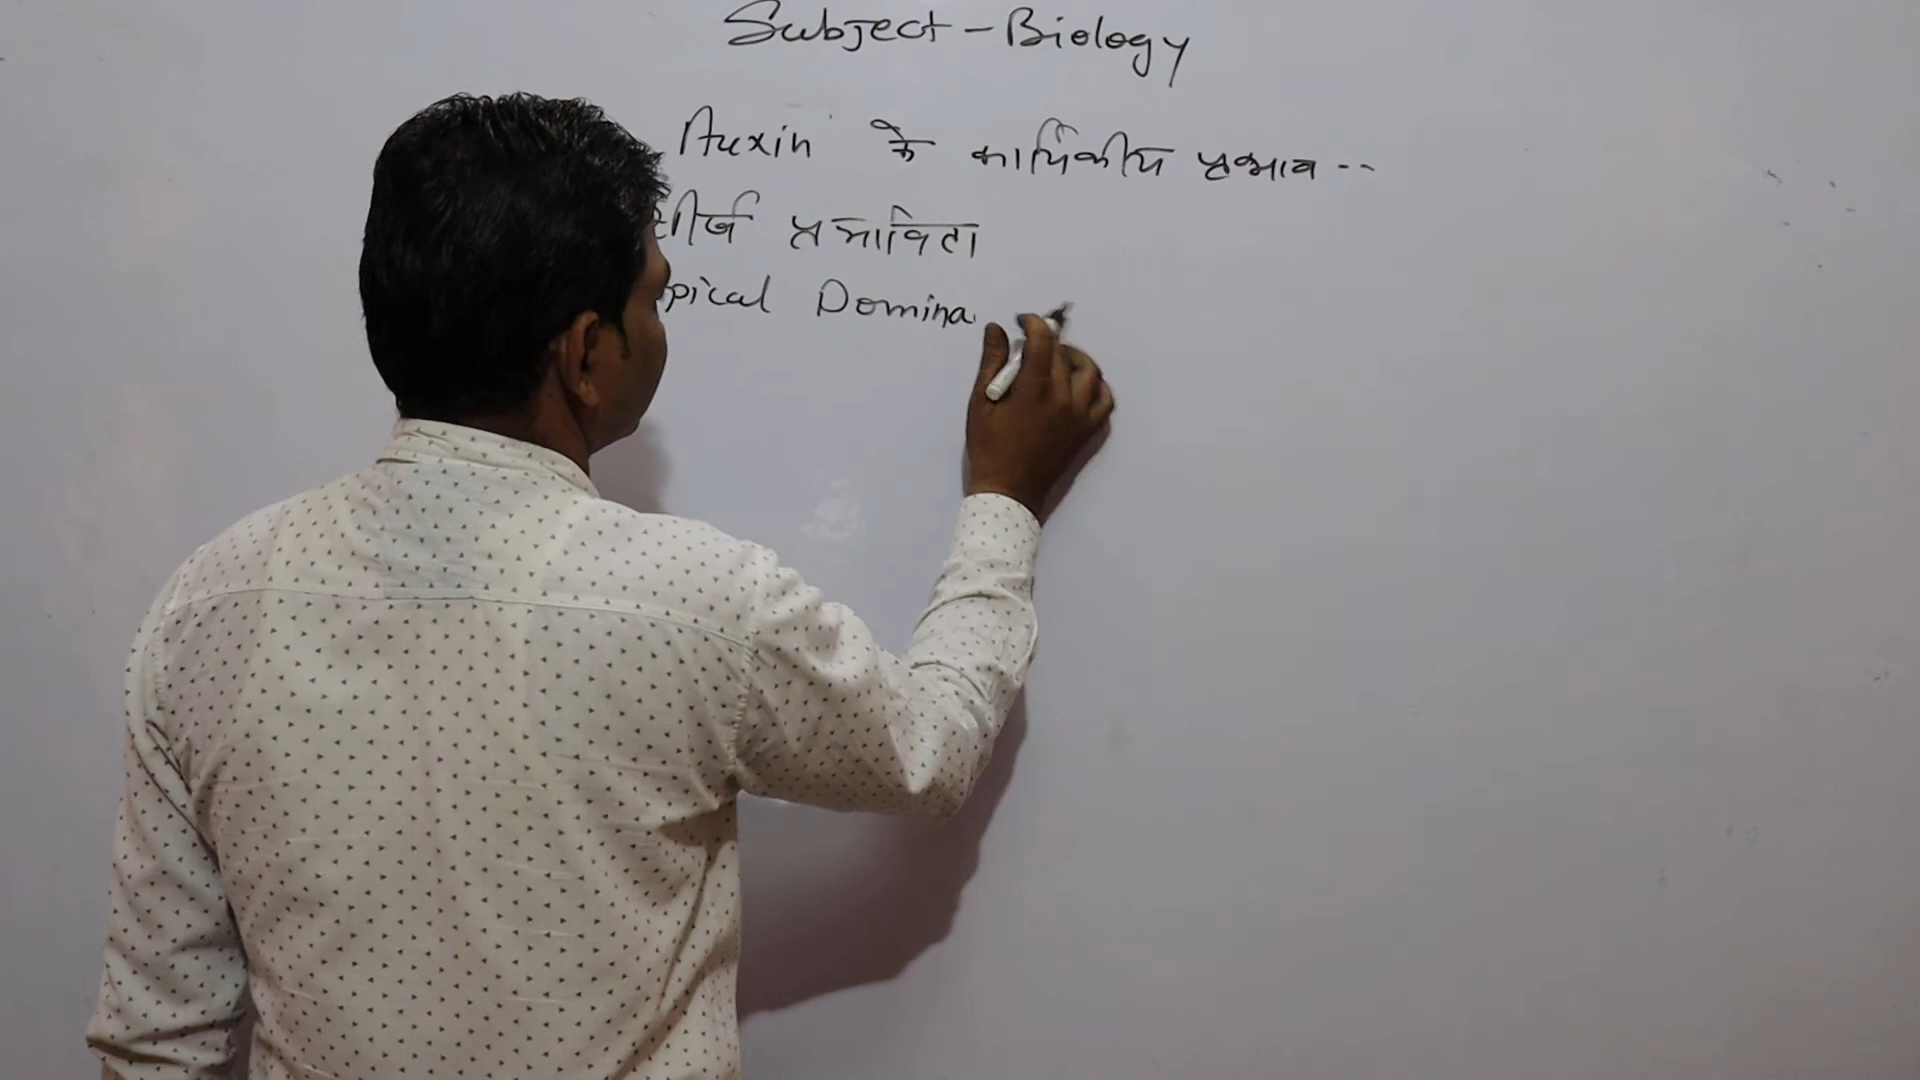 Subject - Biology
Auxin के कार्यिकीय प्रभाव --
शीर्ष प्रभाविता
pical Domina